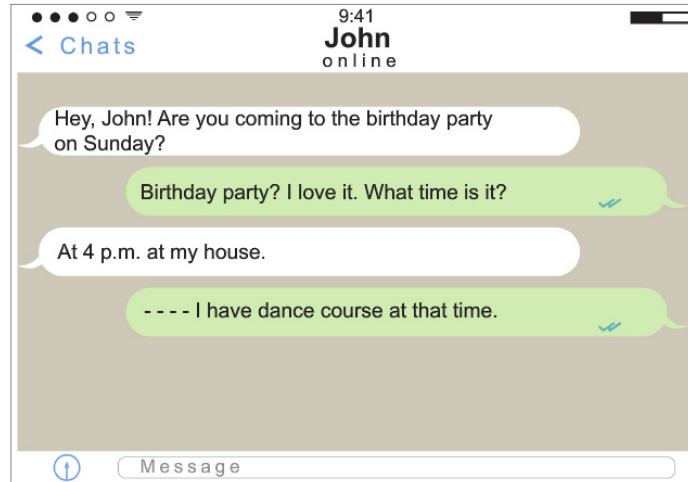 9:41
< Chats
John
online
Hey, John! Are you coming to the birthday party
on Sunday?
Birthday party? I love it. What time is it?
At 4 p.m. at my house.
- - - - I have dance course at that time.
Message